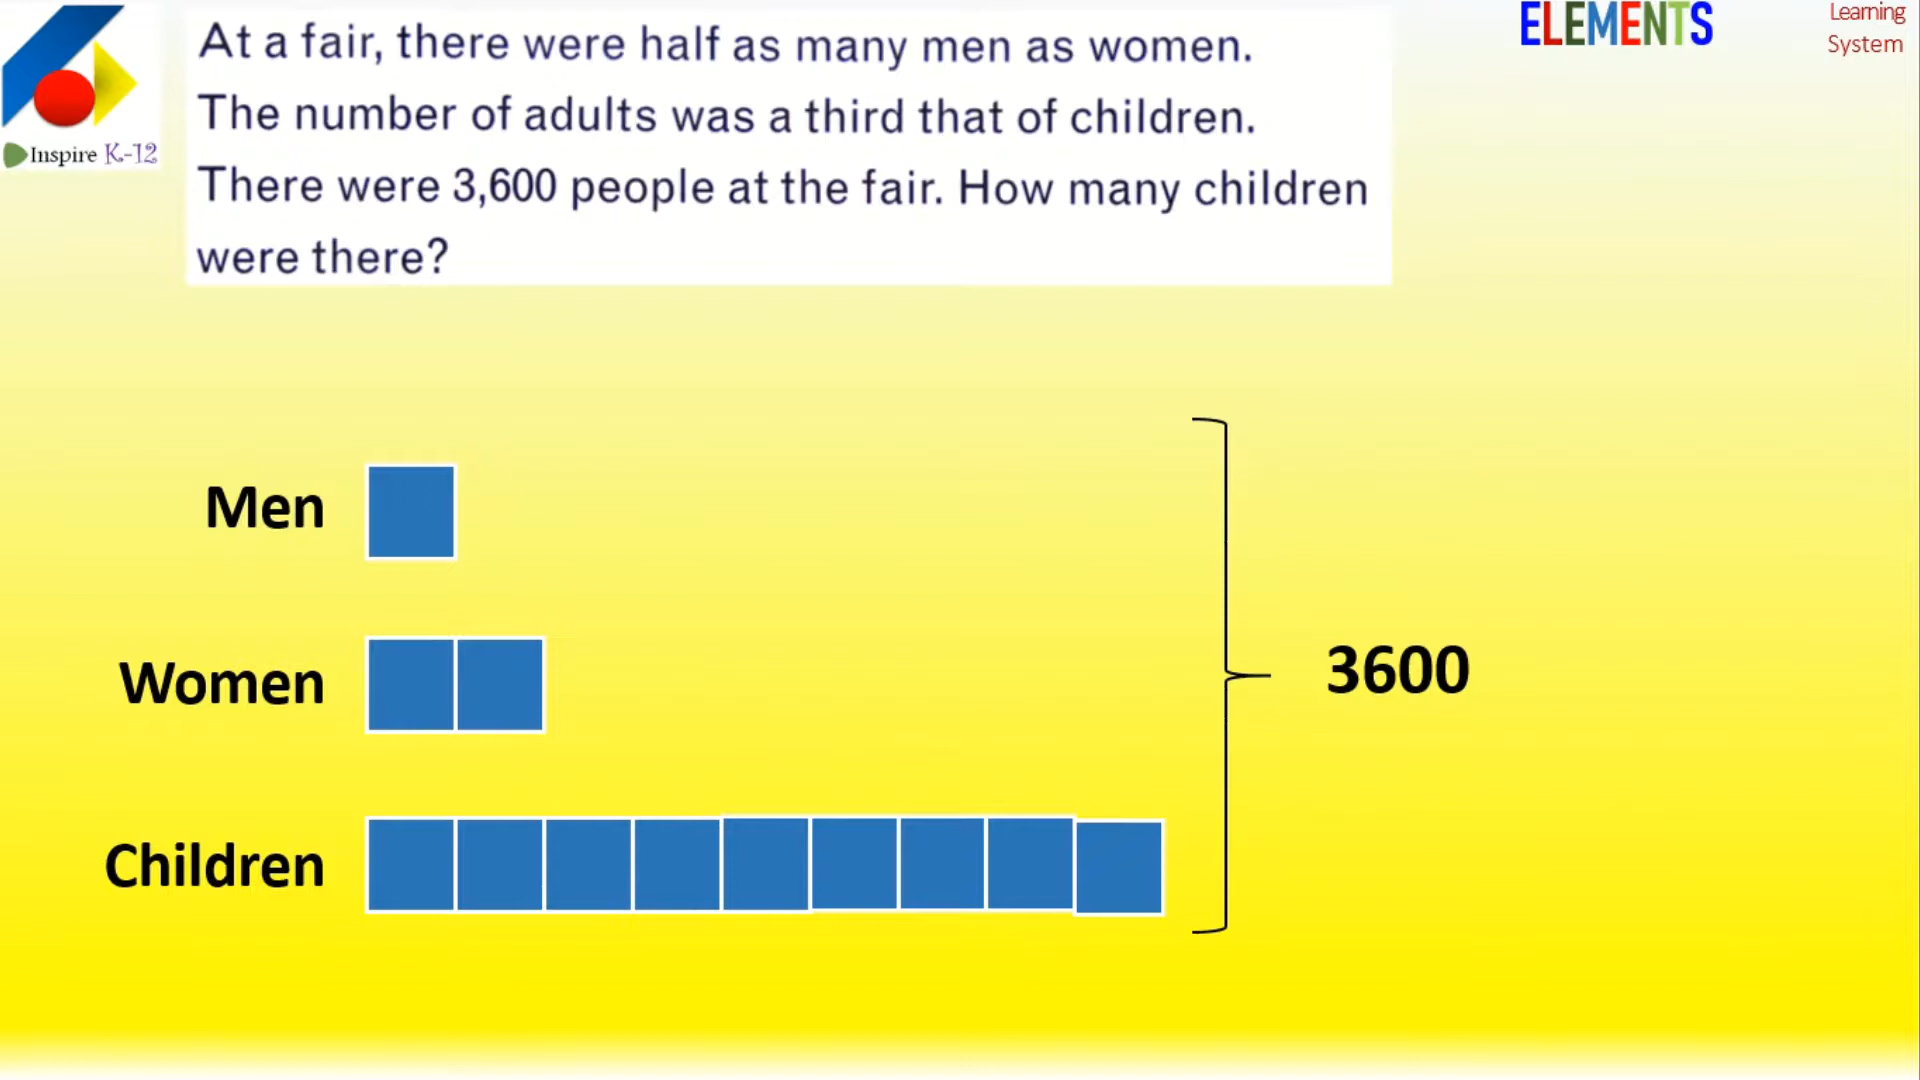 At a fair, there were half as many men as women.
The number of adults was a third that of children.
There were 3,600 people at the fair. How many children
were there?
ELEMENTS
Learning
System
Inspire K-12
Men
Women
Children
3600